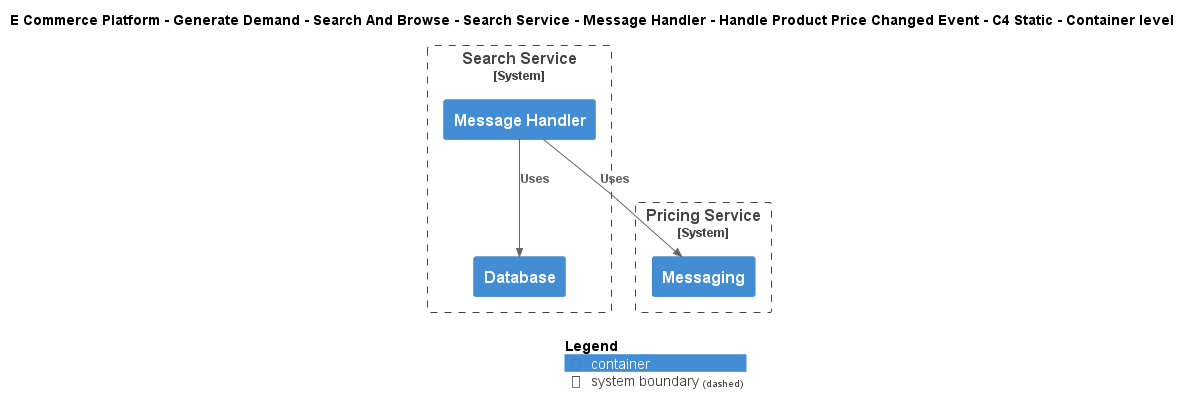 E Commerce Platform - Generate Demand - Search And Browse - Search Service - Message Handler - Handle Product Price Changed Event - C4 Static - Container level
Search Service
[System]
Message Handler
Uses
Uses
Pricing Service
[System]
Database
Messaging
Legend
container
system boundary (dashed)